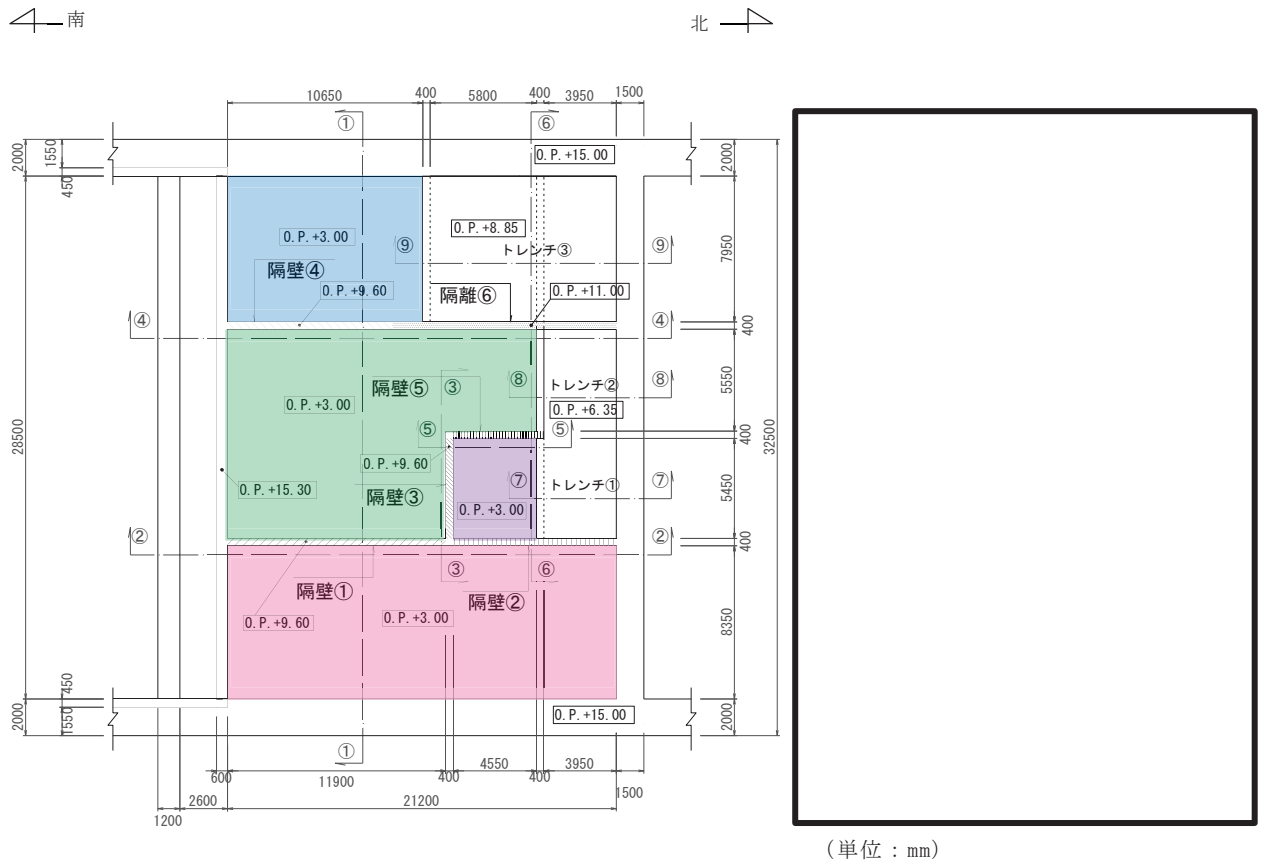 南
北
10650
400
5800
400
3950
1500
①
⑥
2000
1550
450
O.P.+15.00
2000
O.P.+3.00
O.P.+8.85
⑨
トレンチ③
⑨
7950
隔壁④
O.P.+9.60
隔離⑥
O.P.+11.00
④
④
400
隔壁⑤
③
⑧
トレンチ②
⑧
5550
O.P.+3.00
O.P.+6.35
28500
⑤
⑤
400
32500
O.P.+9.60
⑦
トレンチ①
⑦
5450
O.P.+15.30
隔壁③
O.P.+3.00
②
②
400
③
⑥
隔壁①
隔壁②
O.P.+9.60
O.P.+3.00
8350
450
1550
2000
O.P.+15.00
2000
①
600
11900
400
4550
400
3950
1500
2600
21200
1200
(単位：mm)